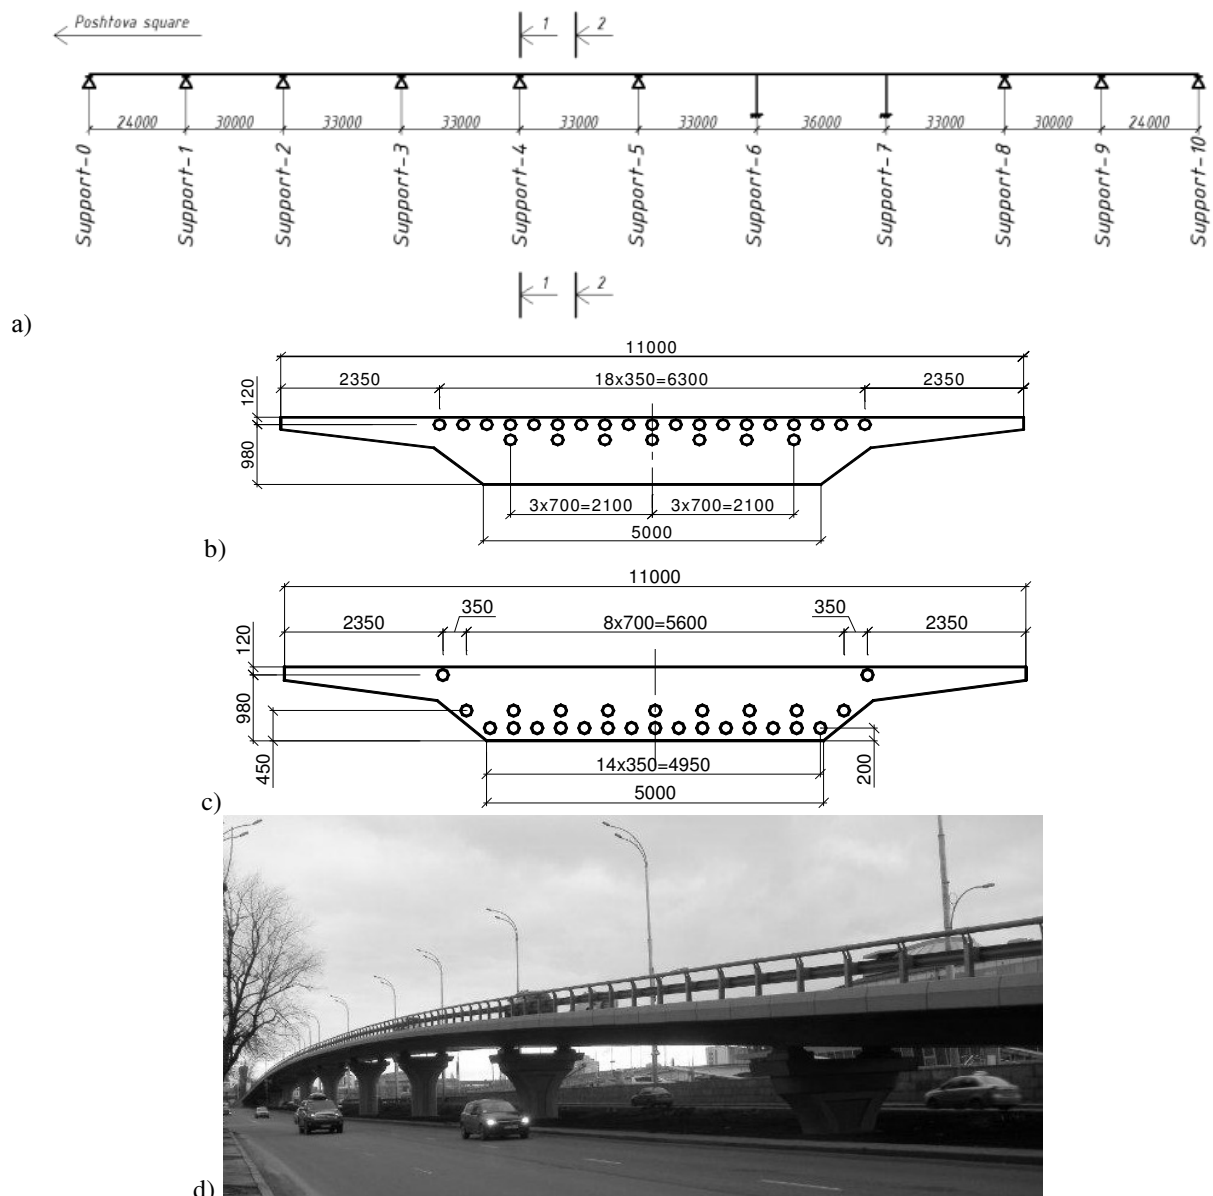 Poshtova square
1 2
24000 30000 33000 33000 33000 33000 36000 33000 30000 24000
Support-0 Support-1 Support-2 Support-3 Support-4 Support-5 Support-6 Support-7 Support-8 Support-9 Support-10
1 2
a)
11000
2350 18x350=6300 2350
120
980
3x700=2100 3x700=2100
5000
b)
11000
350 350
2350 8x700=5600 2350
120
980
450
14x350=4950
200
5000
c)
d)